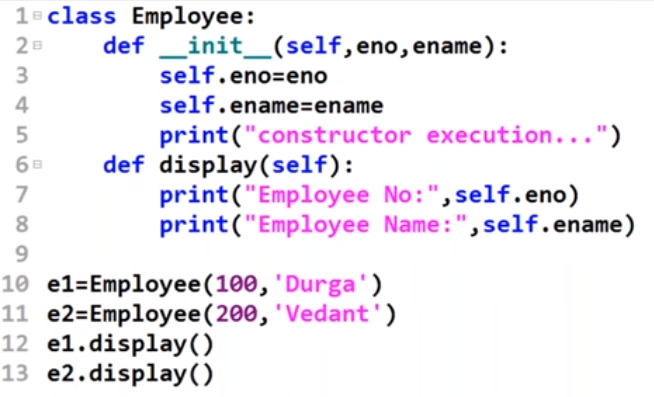 1 class Employee:
2     def __init__(self,eno,ename):
3         self.eno=eno
4         self.ename=ename
5         print("constructor execution...")
6     def display(self):
7         print("Employee No:",self.eno)
8         print("Employee Name:",self.ename)
9
10 e1=Employee(100,'Durga')
11 e2=Employee(200,'Vedant')
12 e1.display()
13 e2.display()